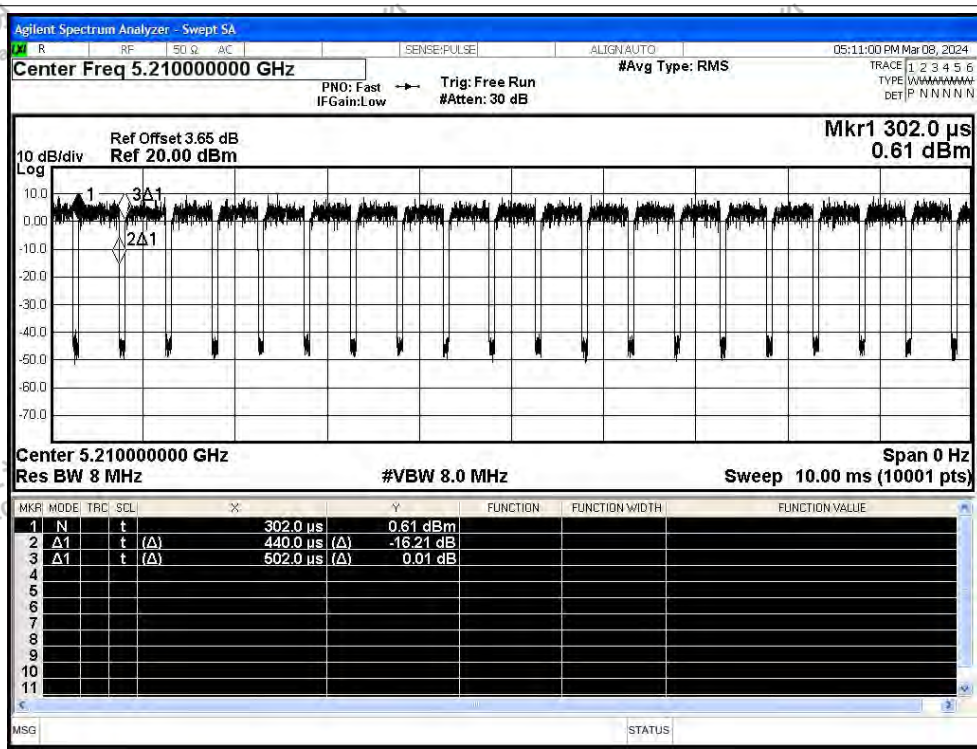 Agilent Spectrum Analyzer - Swept SA
R RF 50 Ω AC SENSE:PULSE ALIGN AUTO 05:11:00 PM Mar 08, 2024
Center Freq 5.210000000 GHz #Avg Type: RMS TRACE 1 2 3 4 5 6
PNO: Fast Trig: Free Run TYPE WWWWWW
IFGain:Low #Atten: 30 dB DET P N N N N N
Mkr1 302.0 µs
Ref Offset 3.65 dB
10 dB/div Ref 20.00 dBm 0.61 dBm
Log
10.0
1 3Δ1
0.00
2Δ1
-10.0
-20.0
-30.0
-40.0
-50.0
-60.0
-70.0
Center 5.210000000 GHz Span 0 Hz
Res BW 8 MHz #VBW 8.0 MHz Sweep 10.00 ms (10001 pts)
MKR MODE TRC SCL X Y FUNCTION FUNCTION WIDTH FUNCTION VALUE
1 N t 302.0 µs 0.61 dBm
2 Δ1 t (Δ) 440.0 µs (Δ) -16.21 dB
3 Δ1 t (Δ) 502.0 µs (Δ) 0.01 dB
4
5
6
7
8
9
10
11
MSG STATUS